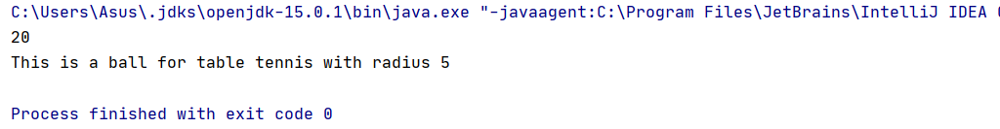 C:\Users\Asus\.jdks\openjdk-15.0.1\bin\java.exe "-javaagent:C:\Program Files\JetBrains\IntelliJ IDEA
20
This is a ball for table tennis with radius 5
Process finished with exit code 0